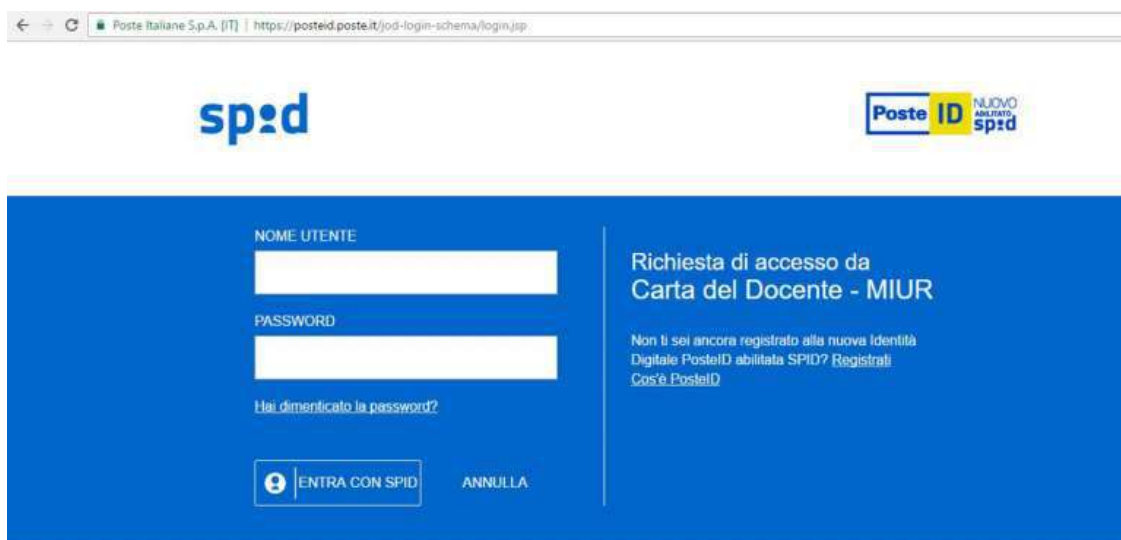 Poste Italiane S.p.A. [IT] | https://posteid.poste.it/jod-login-schema/login.jsp
spid
Poste ID NUOVO ABILITATO spid
NOME UTENTE
PASSWORD
Hai dimenticato la password?
ENTRA CON SPID
ANNULLA
Richiesta di accesso da
Carta del Docente - MIUR
Non ti sei ancora registrato alla nuova Identità
Digitale PosteID abilitata SPID? Registrati
Cos'è PosteID